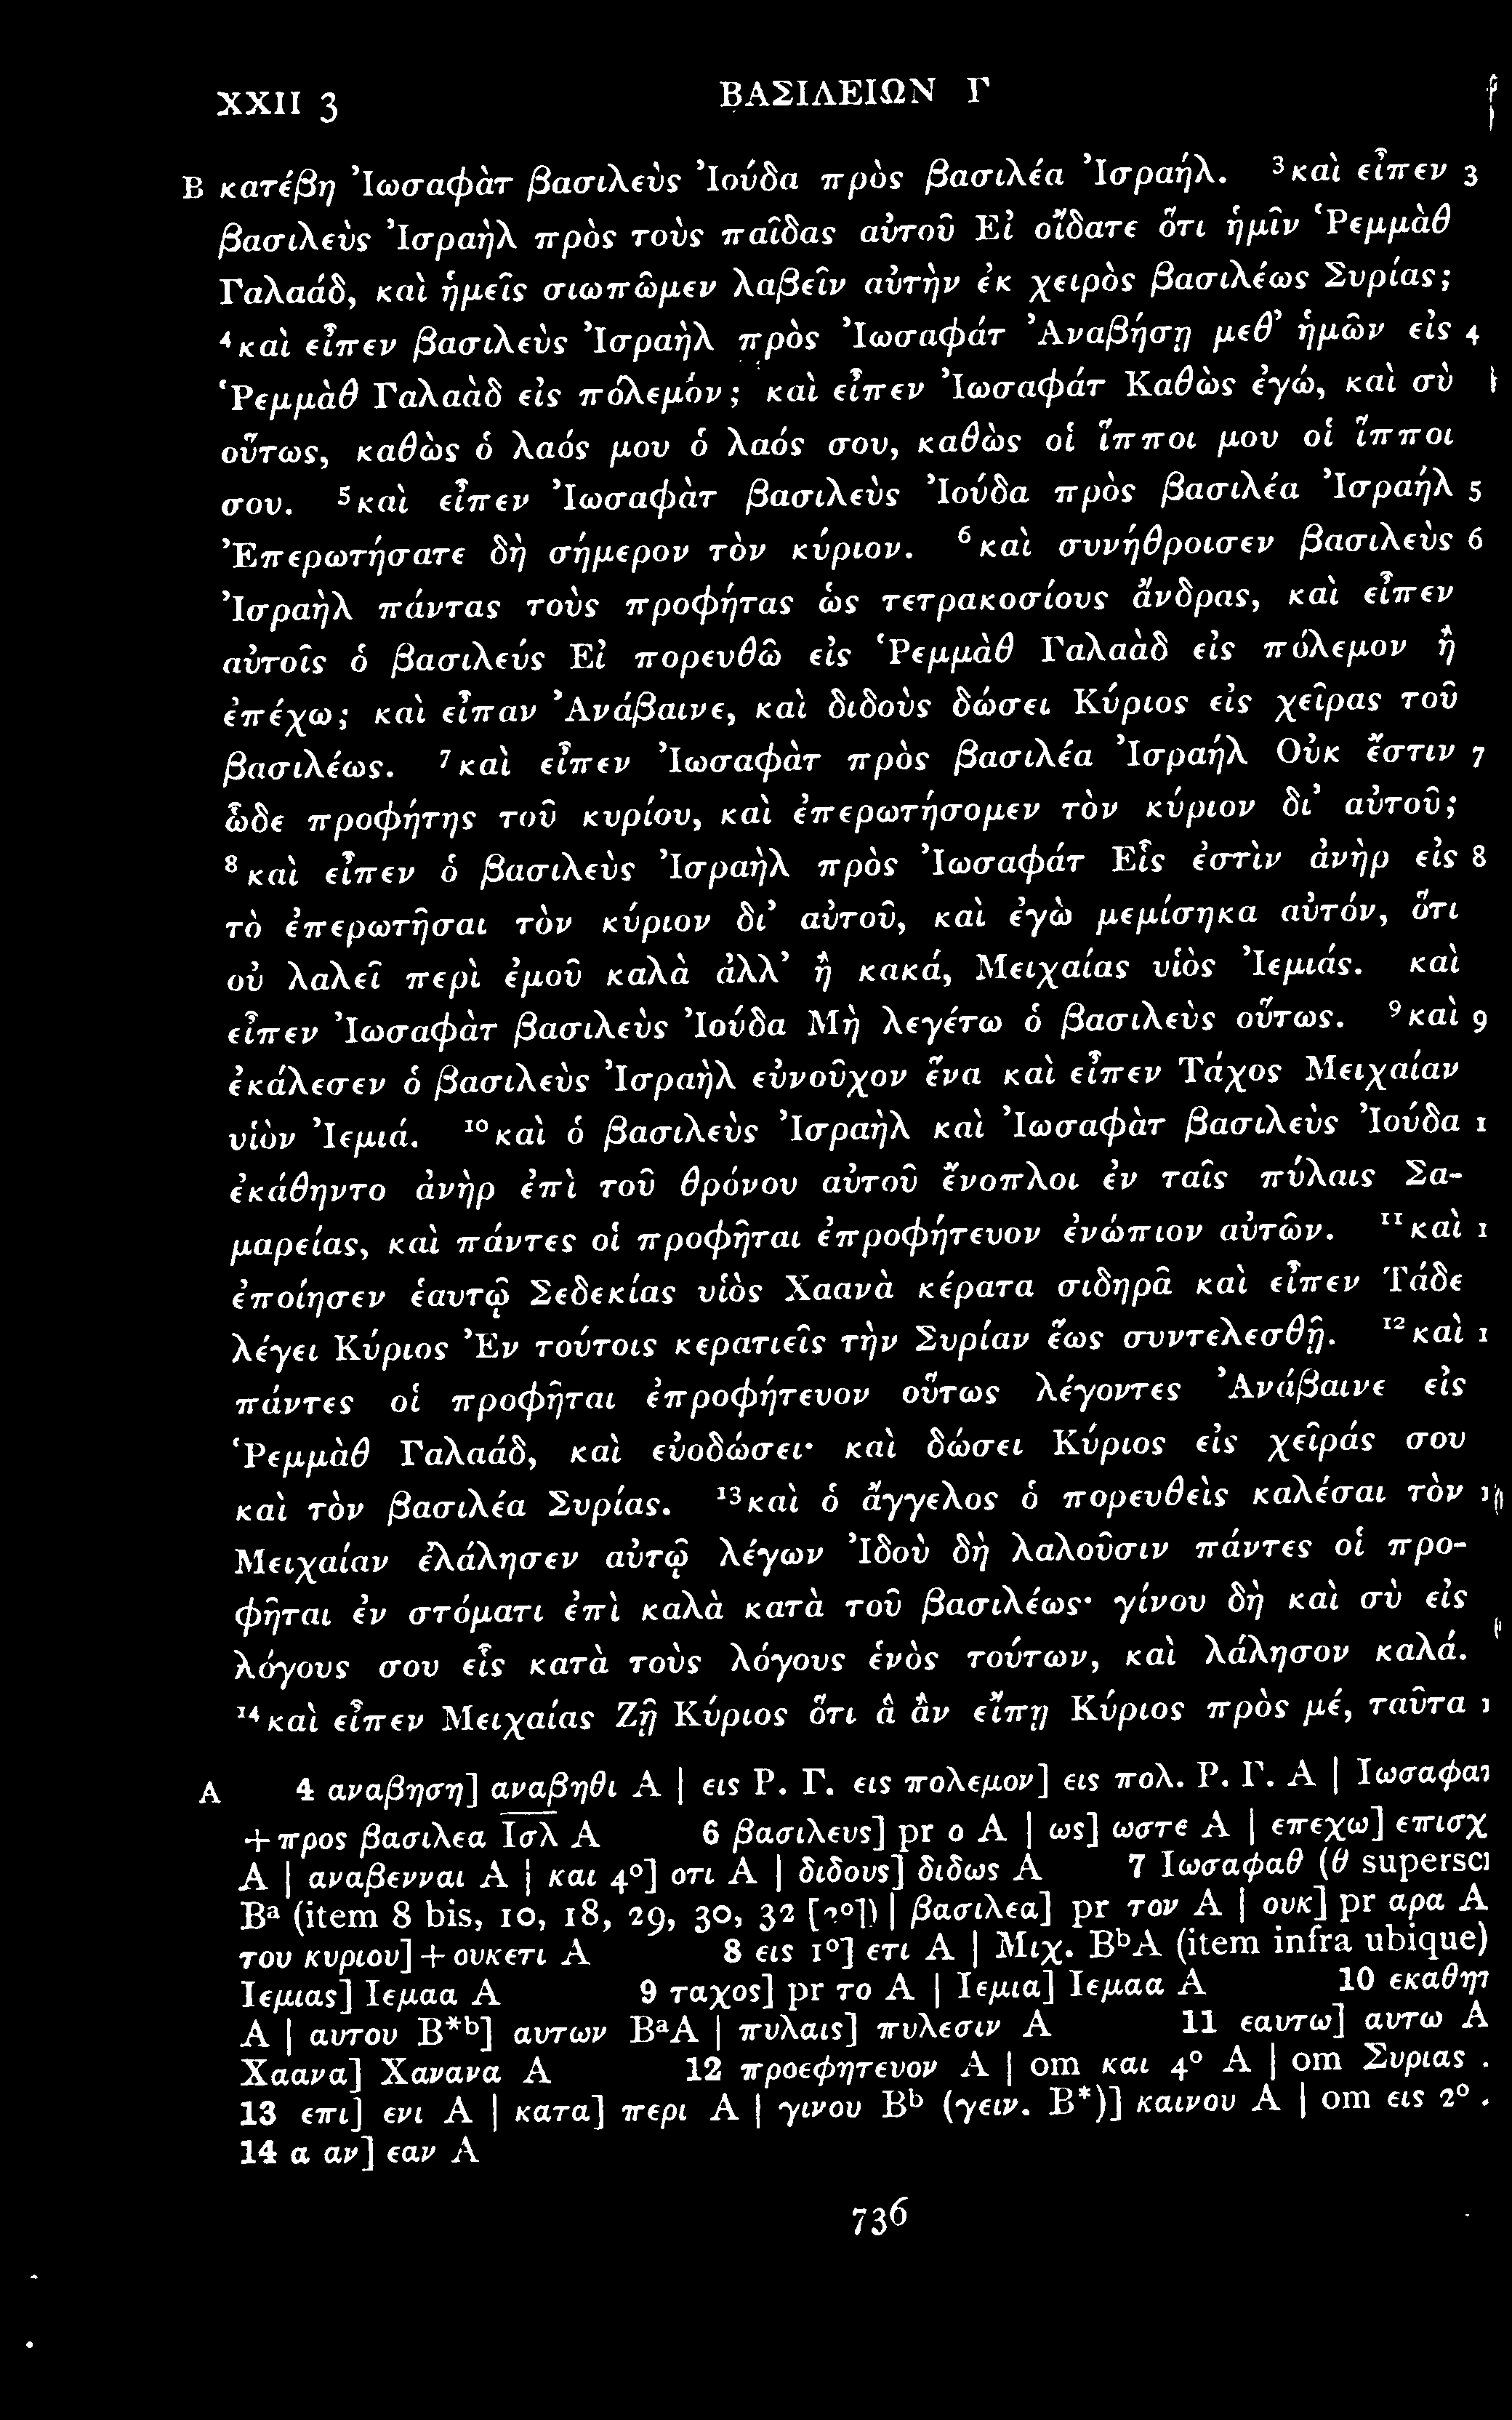 XXII 3 ΒΑΣΙΛΕΙΩΝ Γ
B κατέβη Ἰωσαφὰτ βασιλεὺς Ἰούδα πρὸς βασιλέα Ἰσραήλ. ³καὶ εἶπεν 3
βασιλεὺς Ἰσραὴλ πρὸς τοὺς παῖδας αὐτοῦ Εἰ οἴδατε ὅτι ἡμῖν Ῥεμμὰθ
Γαλαάδ, καὶ ἡμεῖς σιωπῶμεν λαβεῖν αὐτὴν ἐκ χειρὸς βασιλέως Συρίας;
⁴καὶ εἶπεν βασιλεὺς Ἰσραὴλ πρὸς Ἰωσαφάτ Ἀναβήσῃ μεθ’ ἡμῶν εἰς 4
Ῥεμμὰθ Γαλαὰδ εἰς πόλεμον; καὶ εἶπεν Ἰωσαφάτ Καθὼς ἐγώ, καὶ σὺ
οὕτως, καθὼς ὁ λαός μου ὁ λαός σου, καθὼς οἱ ἵπποι μου οἱ ἵπποι
σου. ⁵καὶ εἶπεν Ἰωσαφὰτ βασιλεὺς Ἰούδα πρὸς βασιλέα Ἰσραήλ 5
Ἐπερωτήσατε δὴ σήμερον τὸν κύριον. ⁶καὶ συνήθροισεν βασιλεὺς 6
Ἰσραὴλ πάντας τοὺς προφήτας ὡς τετρακοσίους ἄνδρας, καὶ εἶπεν
αὐτοῖς ὁ βασιλεύς Εἰ πορευθῶ εἰς Ῥεμμὰθ Γαλαὰδ εἰς πόλεμον ἢ
ἐπέχω; καὶ εἶπαν Ἀνάβαινε, καὶ διδοὺς δώσει Κύριος εἰς χεῖρας τοῦ
βασιλέως. ⁷καὶ εἶπεν Ἰωσαφὰτ πρὸς βασιλέα Ἰσραήλ Οὐκ ἔστιν 7
ὧδε προφήτης τοῦ κυρίου, καὶ ἐπερωτήσομεν τὸν κύριον δι’ αὐτοῦ;
⁸καὶ εἶπεν ὁ βασιλεὺς Ἰσραὴλ πρὸς Ἰωσαφάτ Εἷς ἐστὶν ἀνὴρ εἰς 8
τὸ ἐπερωτῆσαι τὸν κύριον δι’ αὐτοῦ, καὶ ἐγὼ μεμίσηκα αὐτόν, ὅτι
οὐ λαλεῖ περὶ ἐμοῦ καλὰ ἀλλ’ ἢ κακά, Μειχαίας υἱὸς Ἰεμιάς. καὶ
εἶπεν Ἰωσαφὰτ βασιλεὺς Ἰούδα Μὴ λεγέτω ὁ βασιλεὺς οὕτως. ⁹καὶ 9
ἐκάλεσεν ὁ βασιλεὺς Ἰσραὴλ εὐνοῦχον ἕνα καὶ εἶπεν Τάχος Μειχαίαν
υἱὸν Ἰεμιά. ¹⁰καὶ ὁ βασιλεὺς Ἰσραὴλ καὶ Ἰωσαφὰτ βασιλεὺς Ἰούδα 1
ἐκάθηντο ἀνὴρ ἐπὶ τοῦ θρόνου αὐτοῦ ἔνοπλοι ἐν ταῖς πύλαις Σα-
μαρείας, καὶ πάντες οἱ προφῆται ἐπροφήτευον ἐνώπιον αὐτῶν. ¹¹καὶ 1
ἐποίησεν ἑαυτῷ Σεδεκίας υἱὸς Χαανὰ κέρατα σιδηρᾶ καὶ εἶπεν Τάδε
λέγει Κύριος Ἐν τούτοις κερατιεῖς τὴν Συρίαν ἕως συντελεσθῇ. ¹²καὶ 1
πάντες οἱ προφῆται ἐπροφήτευον οὕτως λέγοντες Ἀνάβαινε εἰς
Ῥεμμὰθ Γαλαάδ, καὶ εὐοδώσει· καὶ δώσει Κύριος εἰς χεῖράς σου
καὶ τὸν βασιλέα Συρίας. ¹³καὶ ὁ ἄγγελος ὁ πορευθεὶς καλέσαι τὸν 1
Μειχαίαν ἐλάλησεν αὐτῷ λέγων Ἰδοὺ δὴ λαλοῦσιν πάντες οἱ προ-
φῆται ἐν στόματι ἐπὶ καλὰ κατὰ τοῦ βασιλέως· γίνου δὴ καὶ σὺ εἰς
λόγους σου εἷς κατὰ τοὺς λόγους ἑνὸς τούτων, καὶ λάλησον καλά.
¹⁴καὶ εἶπεν Μειχαίας Ζῇ Κύριος ὅτι ἃ ἂν εἴπῃ Κύριος πρὸς μέ, ταῦτα 1
A 4 αναβηση] αναβηθι A | εις Ρ. Γ. εις πολεμον] εις πολ. Ρ. Γ. A | Ιωσαφατ
+ προς βασιλεα Ισλ A 6 βασιλευς] pr ο A | ως] ωστε A | επεχω] επισχ
A | αναβενναι A | και 4°] οτι A | διδους] διδως A 7 Ιωσαφαθ (θ superscr
Bᵃ (item 8 bis, 10, 18, 29, 30, 32 [2°]) | βασιλεα] pr τον A | ουκ] pr αρα A
του κυριου] + ουκετι A 8 εις 1°] ετι A | Μιχ. BᵇA (item infra ubique)
Ιεμιας] Ιεμαα A 9 ταχος] pr το A | Ιεμια] Ιεμαα A 10 εκαθητ
A | αυτου B*ᵇ] αυτων BᵃA | πυλαις] πυλεσιν A 11 εαυτω] αυτω A
Χαανα] Χανανα A 12 προεφητευον A | om και 4° A | om Συριας .
13 επι] ενι A | κατα] περι A | γινου Bᵇ (γειν. B*)] καινου A | om εις 2° .
14 α αν] εαν A
736